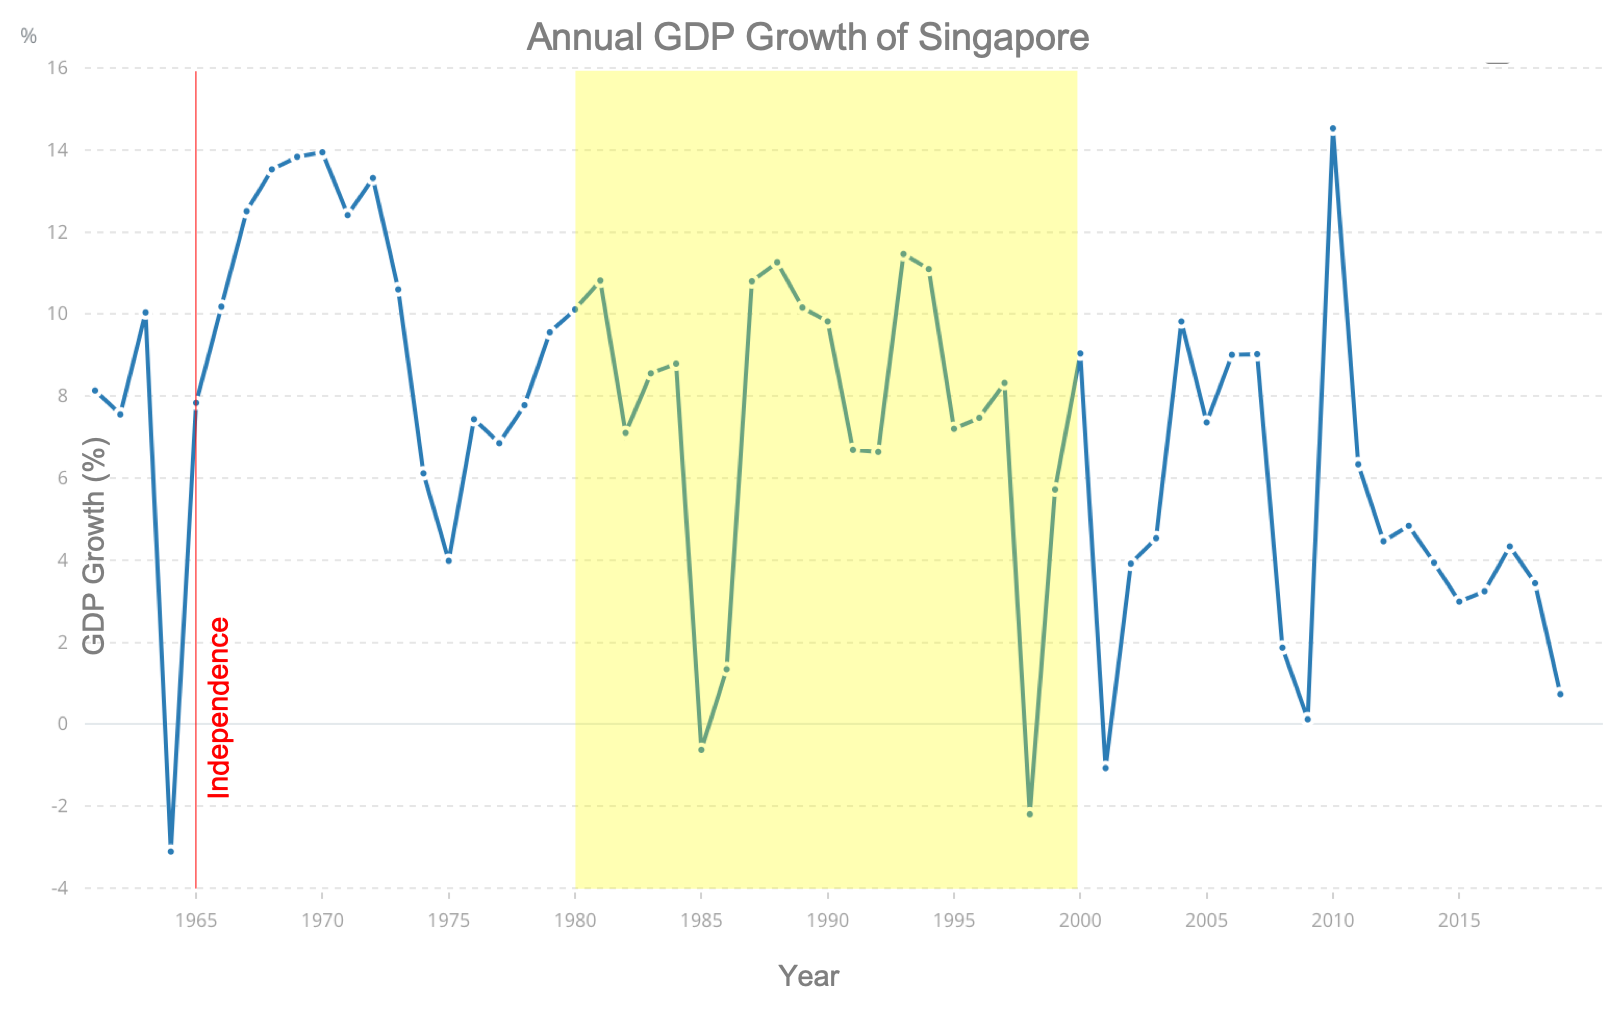 Annual GDP Growth of Singapore
%
16
14
12
10
8
6
4
2
0
-2
-4
GDP Growth (%)
Independence
1965 1970 1975 1980 1985 1990 1995 2000 2005 2010 2015
Year